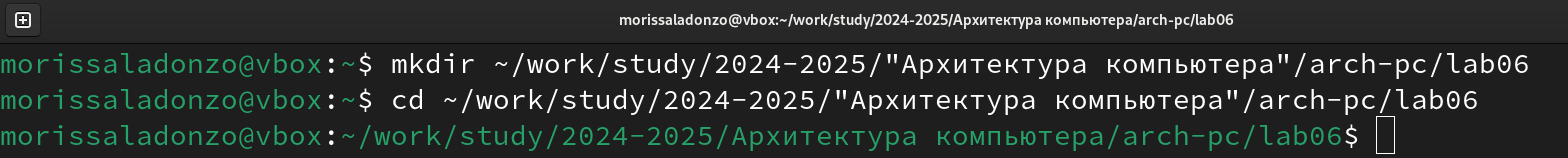 morissaladonzo@vbox:~/work/study/2024-2025/Архитектура компьютера/arch-pc/lab06
morissaladonzo@vbox:~$ mkdir ~/work/study/2024-2025/"Архитектура компьютера"/arch-pc/lab06
morissaladonzo@vbox:~$ cd ~/work/study/2024-2025/"Архитектура компьютера"/arch-pc/lab06
morissaladonzo@vbox:~/work/study/2024-2025/Архитектура компьютера/arch-pc/lab06$